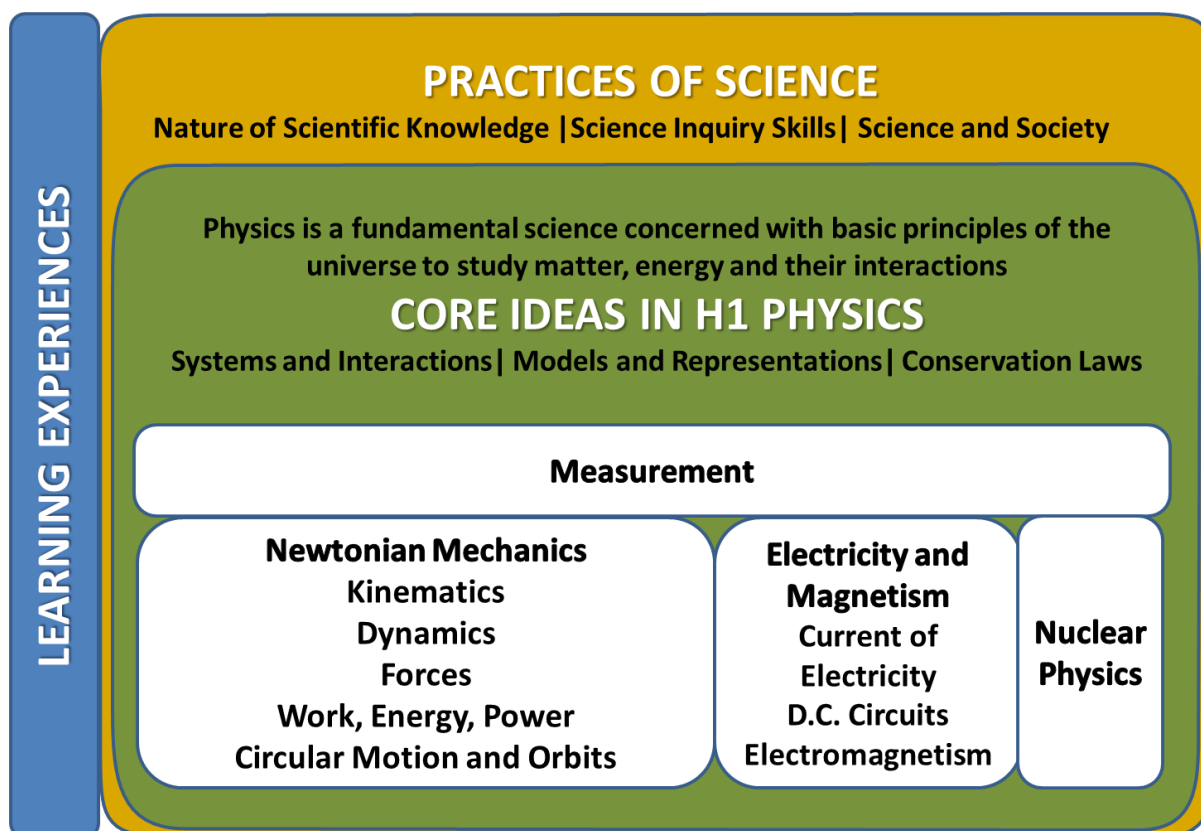 LEARNING EXPERIENCES
PRACTICES OF SCIENCE
Nature of Scientific Knowledge |Science Inquiry Skills| Science and Society
Physics is a fundamental science concerned with basic principles of the
universe to study matter, energy and their interactions
CORE IDEAS IN H1 PHYSICS
Systems and Interactions| Models and Representations| Conservation Laws
Measurement
Newtonian Mechanics
Kinematics
Dynamics
Forces
Work, Energy, Power
Circular Motion and Orbits
Electricity and
Magnetism
Current of
Electricity
D.C. Circuits
Electromagnetism
Nuclear
Physics